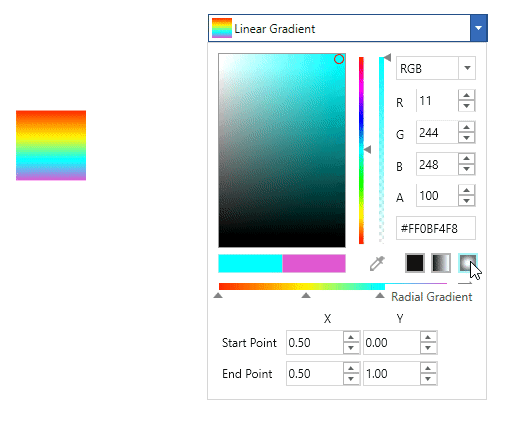 Linear Gradient
RGB
R 11
G 244
B 248
A 100
#FF0BF4F8
Radial Gradient
X Y
Start Point 0.50 0.00
End Point 0.50 1.00